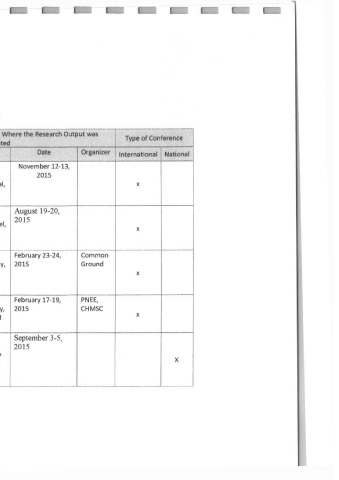 Where the Research Output was
ted
Type of Conference
Date Organizer International National
November 12-13,
2015
al,
x
August 19-20,
el, 2015
x
February 23-24, Common
y, 2015 Ground
x
February 17-19, PNEE,
y, 2015 CHMSC
x
September 3-5,
2015
x